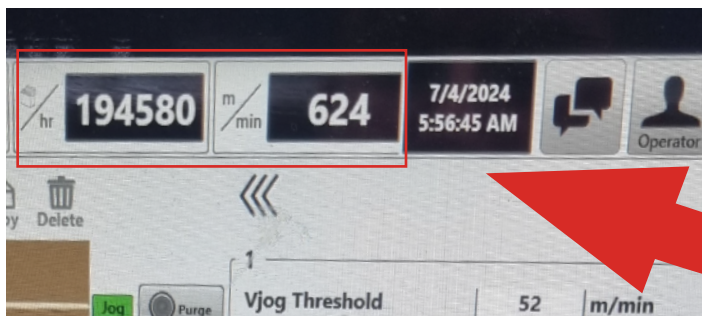 /hr 194580 m/min 624 7/4/2024
5:56:45 AM
Operator
Delete
1
Jog Purge Vjog Threshold 52 m/min